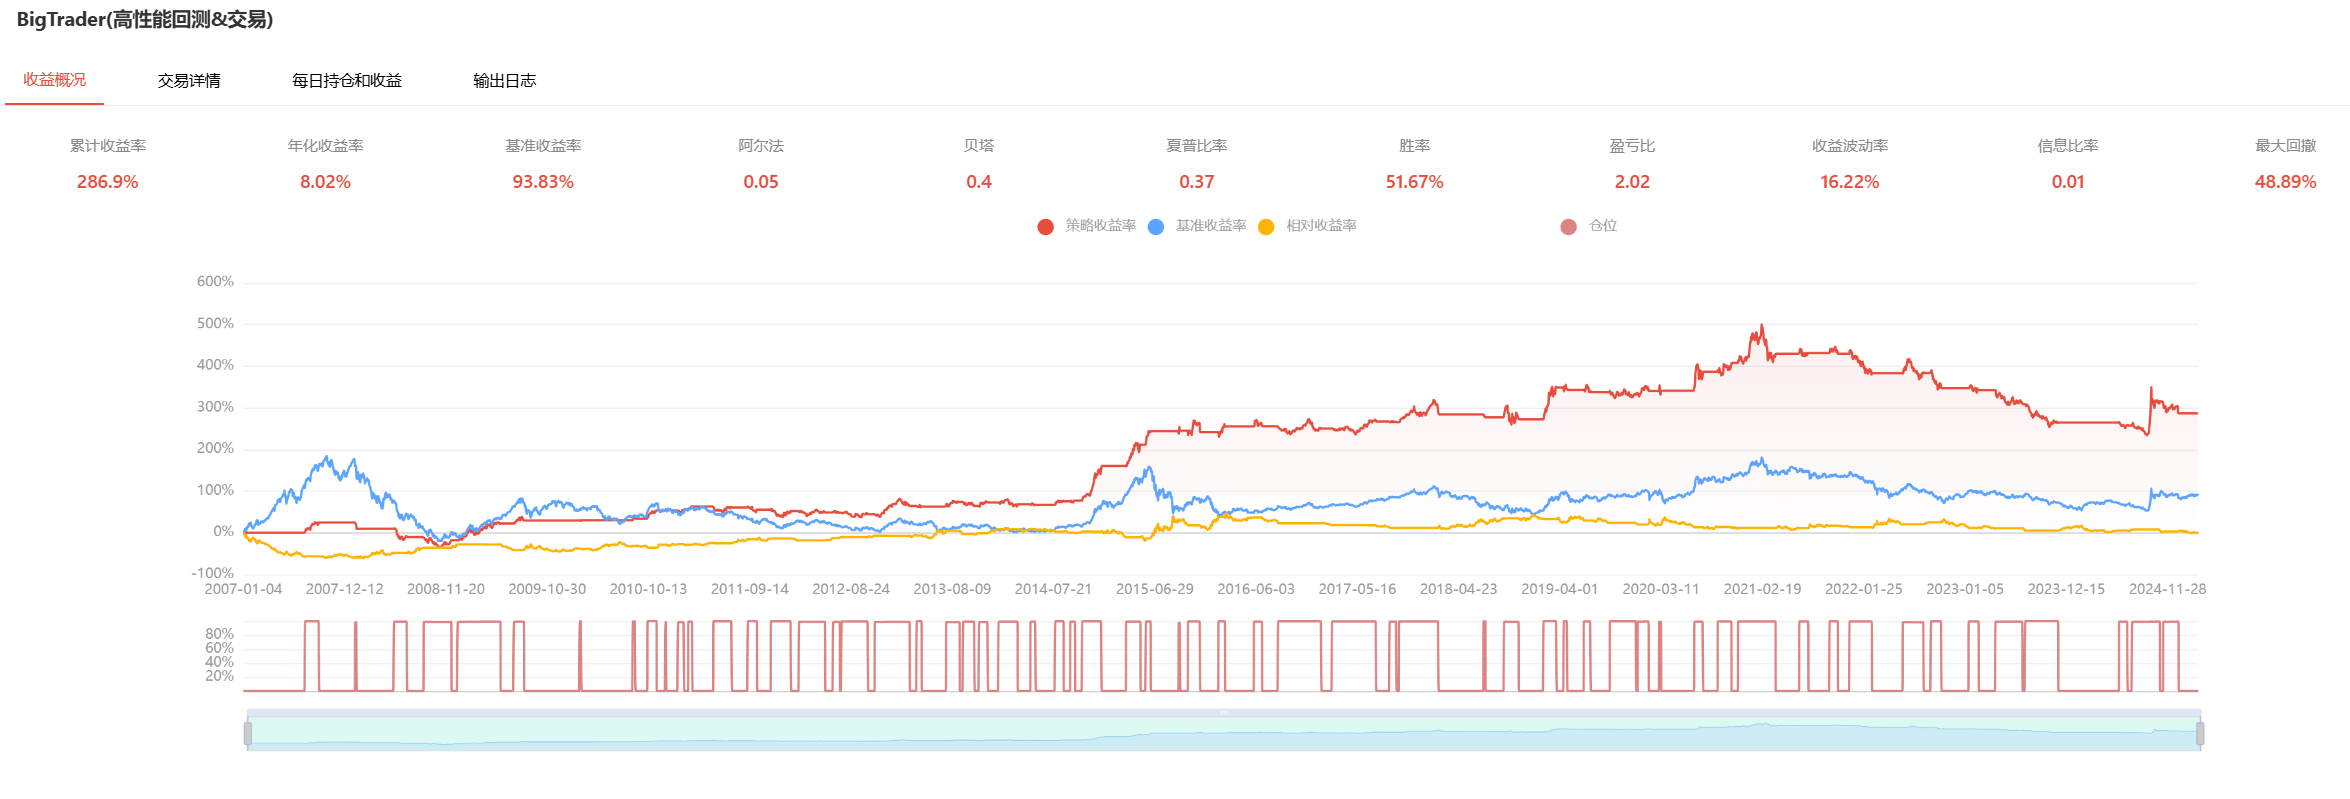 BigTrader(高性能回测&交易)
收益概况 交易详情 每日持仓和收益 输出日志
累计收益率 年化收益率 基准收益率 阿尔法 贝塔 夏普比率 胜率 盈亏比 收益波动率 信息比率 最大回撤
286.9% 8.02% 93.83% 0.05 0.4 0.37 51.67% 2.02 16.22% 0.01 48.89%
策略收益率 基准收益率 相对收益率 仓位
600%
500%
400%
300%
200%
100%
0%
-100%
2007-01-04 2007-12-12 2008-11-20 2009-10-30 2010-10-13 2011-09-14 2012-08-24 2013-08-09 2014-07-21 2015-06-29 2016-06-03 2017-05-16 2018-04-23 2019-04-01 2020-03-11 2021-02-19 2022-01-25 2023-01-05 2023-12-15 2024-11-28
80%
60%
40%
20%